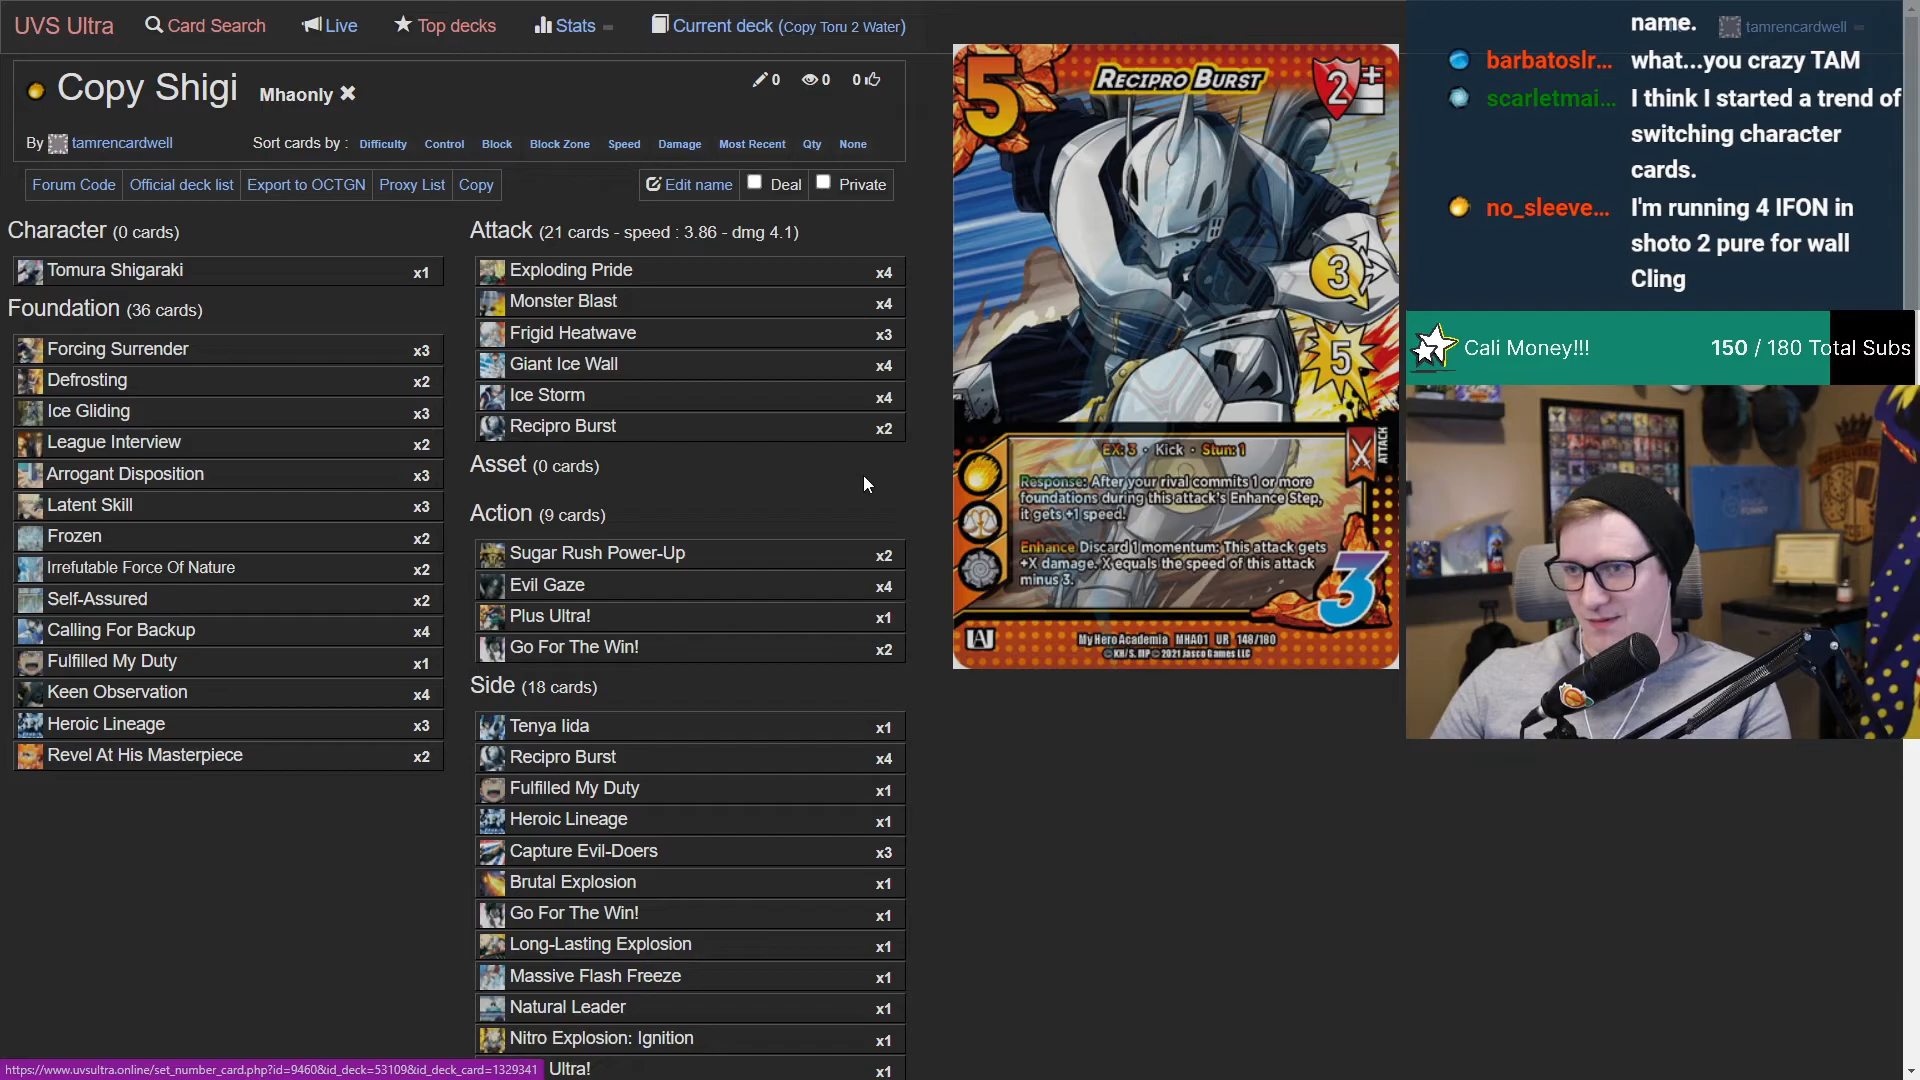 UVS Ultra
Card Search
Live
Top decks
Stats
Current deck (Copy Toru 2 Water)
Copy Shigi Mhaonly
0 0 0
By tamrencardwell
Sort cards by : Difficulty Control Block Block Zone Speed Damage Most Recent Qty None
Forum Code Official deck list Export to OCTGN Proxy List Copy
Edit name Deal Private
Character (0 cards)
Tomura Shigaraki x1
Foundation (36 cards)
Forcing Surrender x3
Defrosting x2
Ice Gliding x3
League Interview x2
Arrogant Disposition x3
Latent Skill x3
Frozen x2
Irrefutable Force Of Nature x2
Self-Assured x2
Calling For Backup x4
Fulfilled My Duty x1
Keen Observation x4
Heroic Lineage x3
Revel At His Masterpiece x2
Attack (21 cards - speed : 3.86 - dmg 4.1)
Exploding Pride x4
Monster Blast x4
Frigid Heatwave x3
Giant Ice Wall x4
Ice Storm x4
Recipro Burst x2
Asset (0 cards)
Action (9 cards)
Sugar Rush Power-Up x2
Evil Gaze x4
Plus Ultra! x1
Go For The Win! x2
Side (18 cards)
Tenya Iida x1
Recipro Burst x4
Fulfilled My Duty x1
Heroic Lineage x1
Capture Evil-Doers x3
Brutal Explosion x1
Go For The Win! x1
Long-Lasting Explosion x1
Massive Flash Freeze x1
Natural Leader x1
Nitro Explosion: Ignition x1
Ultra! x1
https://www.uvsultra.online/set_number_card.php?id=9460&id_deck=53109&id_deck_card=1329341
5
RECIPRO BURST
2+
3
5
EX: 3 • Kick • Stun: 1
ATTACK
Response: After your rival commits 1 or more
foundations during this attack's Enhance Step,
it gets +1 speed.
Enhance Discard 1 momentum: This attack gets
+X damage. X equals the speed of this attack
minus 3.
3
My Hero Academia MHA01 UR 148/180
©KH/S, MP ©2021 Jasco Games LLC
name.
tamrencardwell
barbatoslr... what...you crazy TAM
scarletmai... I think I started a trend of
switching character
cards.
no_sleeve... I'm running 4 IFON in
shoto 2 pure for wall
Cling
Cali Money!!! 150 / 180 Total Subs